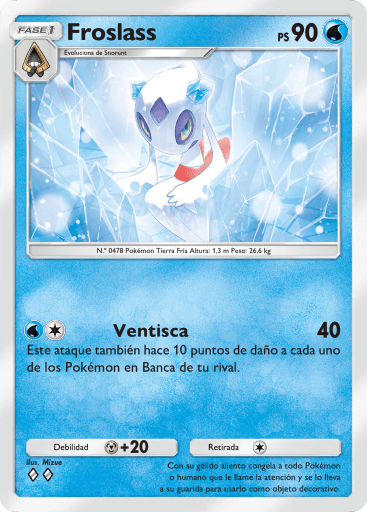 FASE 1
Froslass
PS 90
Evoluciona de Snorunt
N.º 0478 Pokémon Tierra Fría Altura: 1,3 m Peso: 26.6 kg
Ventisca 40
Este ataque también hace 10 puntos de daño a cada uno
de los Pokémon en Banca de tu rival.
Debilidad +20
Retirada
Ilus. Mizue
Con su gélido aliento congela a todo Pokémon
o humano que le llame la atención y se lo lleva
a su guarida para usarlo como objeto decorativo.